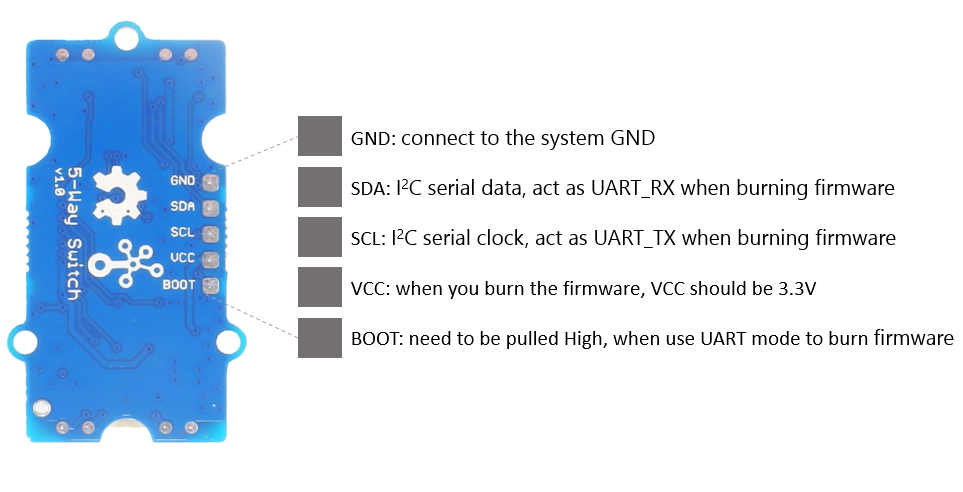 5-Way Switch
v1.0
GND
SDA
SCL
VCC
BOOT
GND: connect to the system GND
SDA: I²C serial data, act as UART_RX when burning firmware
SCL: I²C serial clock, act as UART_TX when burning firmware
VCC: when you burn the firmware, VCC should be 3.3V
BOOT: need to be pulled High, when use UART mode to burn firmware